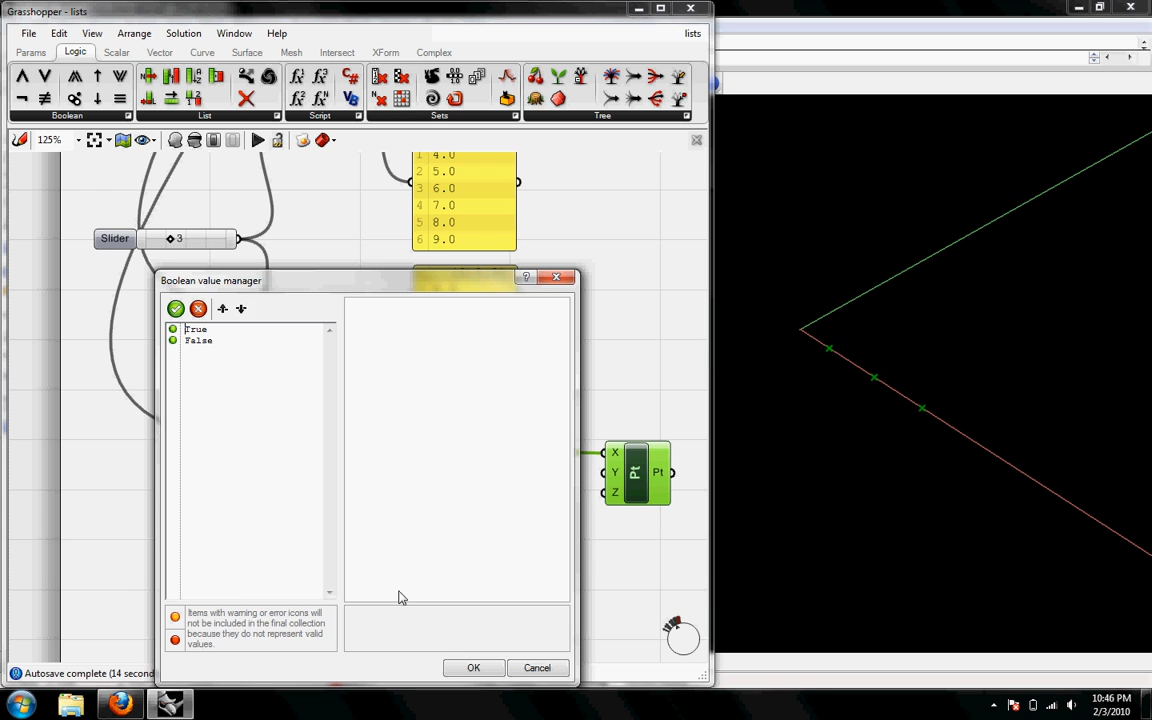 Grasshopper - lists
File Edit View Arrange Solution Window Help lists
Params Logic Scalar Vector Curve Surface Mesh Intersect XForm Complex
Boolean List Script Sets Tree
125%
1 4.0
2 5.0
3 6.0
4 7.0
5 8.0
6 9.0
Slider 3
Boolean value manager
True
False
Items with warning or error icons will
not be included in the final collection
because they do not represent valid
values.
OK Cancel
X
Y
Z
Pt
Pt
Autosave complete (14 second
10:46 PM
2/3/2010